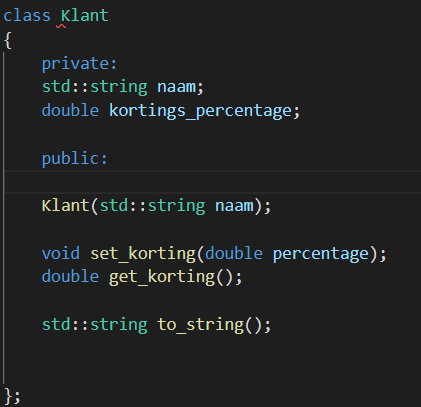 class Klant
{
private:
std::string naam;
double kortings_percentage;
public:
Klant(std::string naam);
void set_korting(double percentage);
double get_korting();
std::string to_string();
};